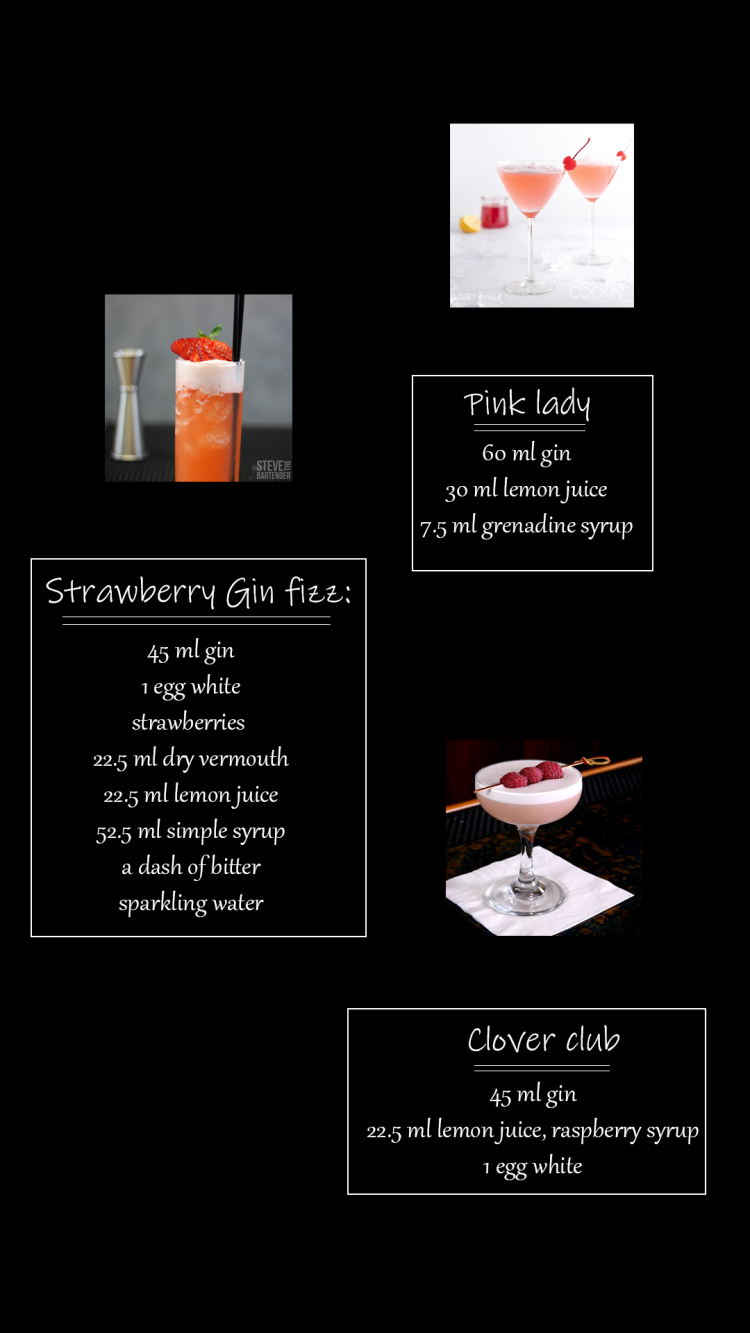 COOKIN'
STEVE THE
BARTENDER
Pink lady
60 ml gin
30 ml lemon juice
7.5 ml grenadine syrup
Strawberry Gin fizz:
45 ml gin
1 egg white
strawberries
22.5 ml dry vermouth
22.5 ml lemon juice
52.5 ml simple syrup
a dash of bitter
sparkling water
Clover club
45 ml gin
22.5 ml lemon juice, raspberry syrup
1 egg white